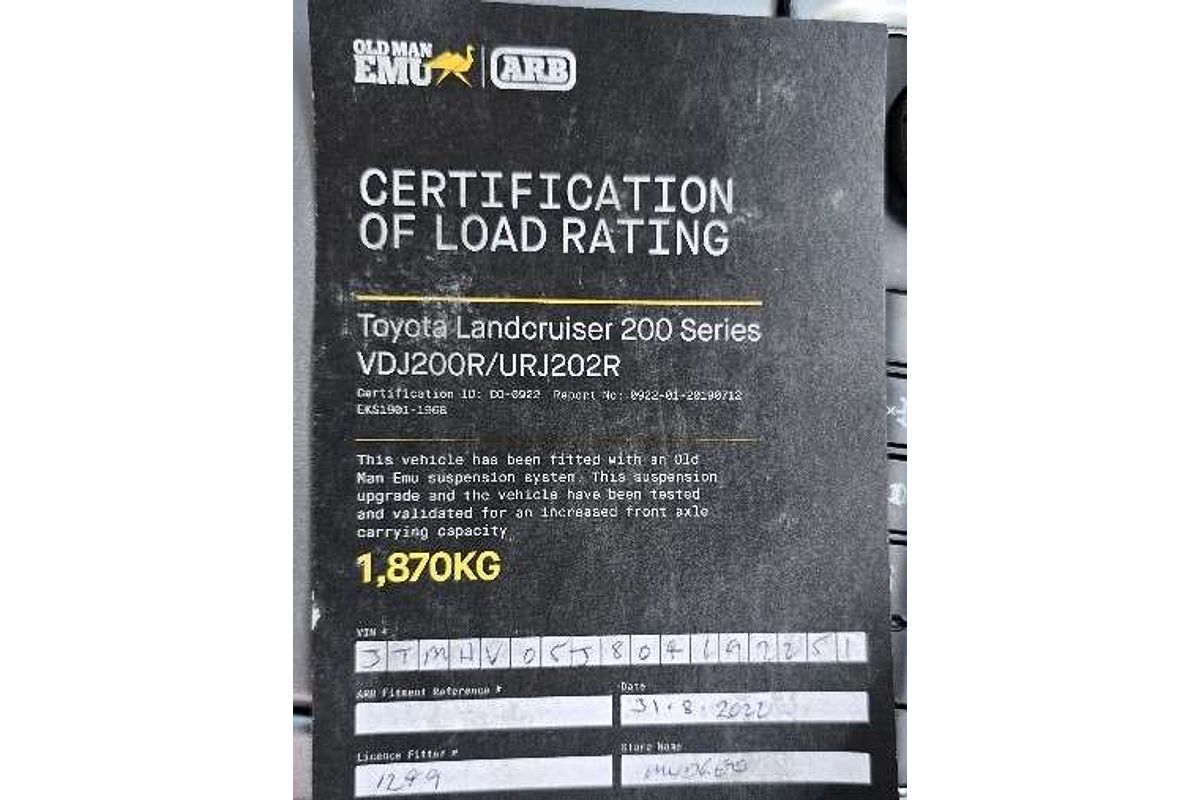 OLD MAN
EMU
ARB
CERTIFICATION
OF LOAD RATING
Toyota Landcruiser 200 Series
VDJ200R/URJ202R
Certification ID: DO-0922 Report No: 0922-01-20190712
EKS1901-196B
This vehicle has been fitted with an Old
Man Emu suspension system. This suspension
upgrade and the vehicle have been tested
and validated for an increased front axle
carrying capacity
1,870KG
VIN #
ARB Fitment Reference # Date
31.8.2022
Licence Fitter # Store Name
1299